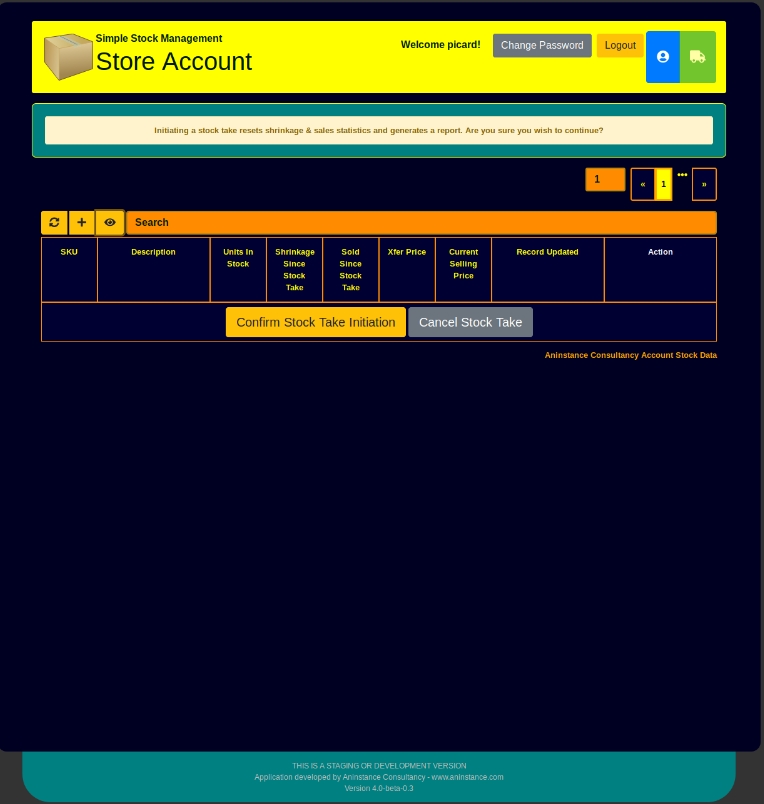 Simple Stock Management
Store Account
Welcome picard!
Change Password
Logout
Initiating a stock take resets shrinkage & sales statistics and generates a report. Are you sure you wish to continue?
1
«
1
•••
»
Search
SKU
Description
Units In
Stock
Shrinkage
Since
Stock
Take
Sold
Since
Stock
Take
Xfer Price
Current
Selling
Price
Record Updated
Action
Confirm Stock Take Initiation
Cancel Stock Take
Aninstance Consultancy Account Stock Data
THIS IS A STAGING OR DEVELOPMENT VERSION
Application developed by Aninstance Consultancy - www.aninstance.com
Version 4.0-beta-0.3